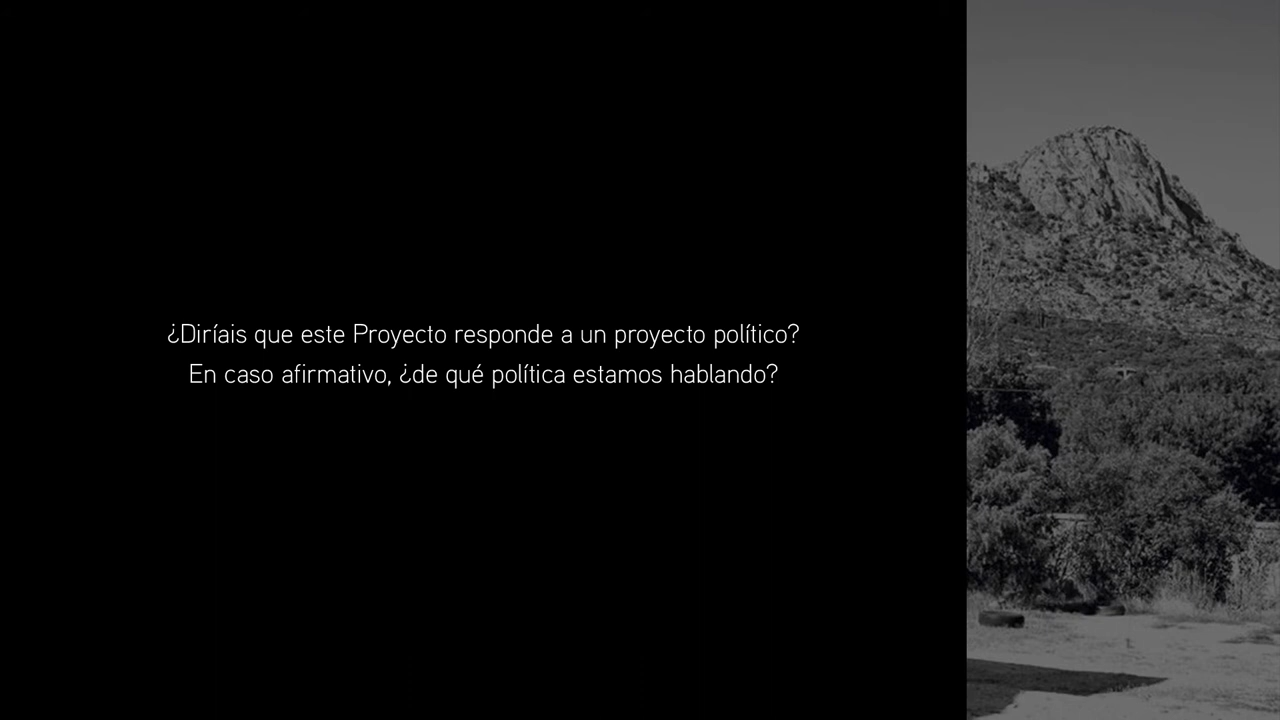 ¿Diríais que este Proyecto responde a un proyecto político?
En caso afirmativo, ¿de qué política estamos hablando?